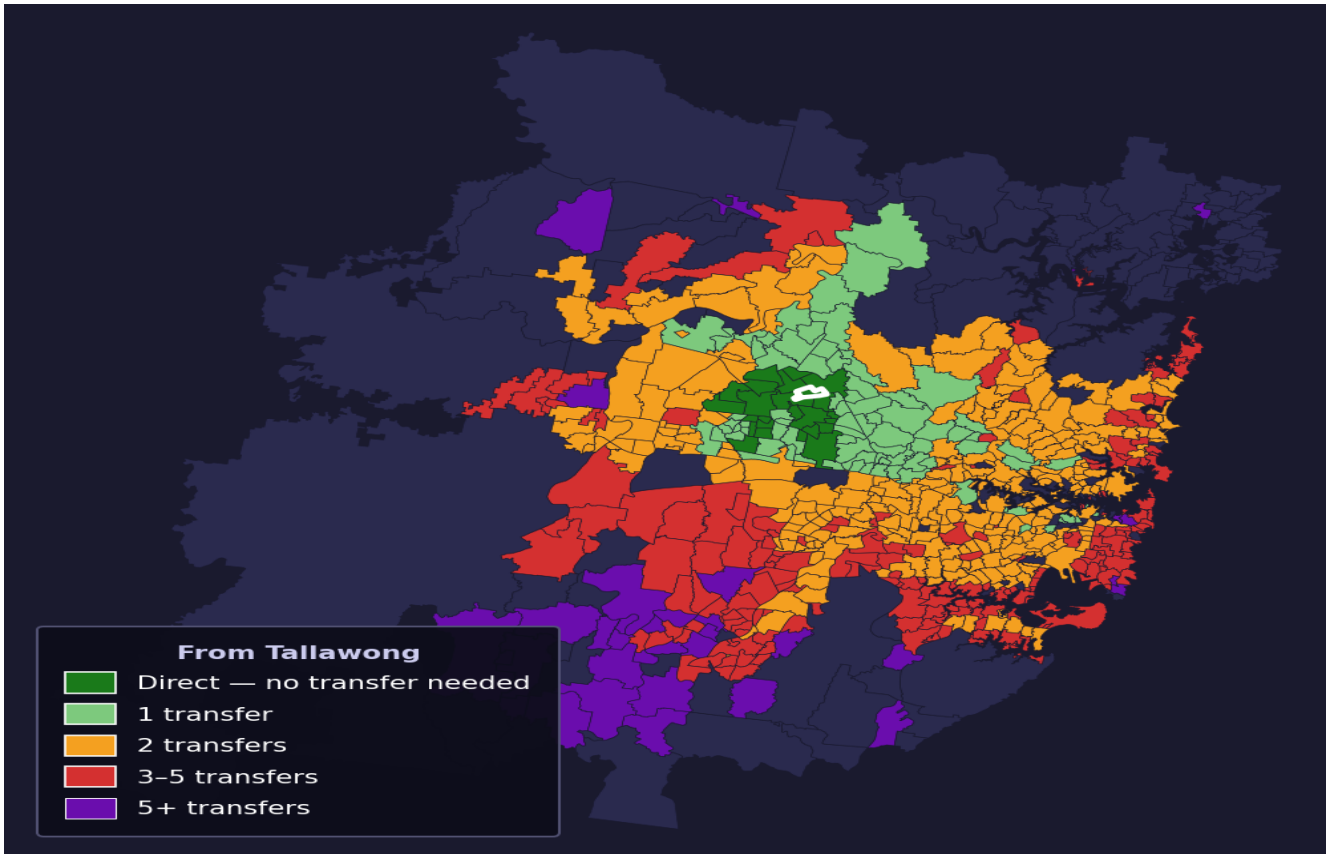 From Tallawong
Direct — no transfer needed
1 transfer
2 transfers
3–5 transfers
5+ transfers